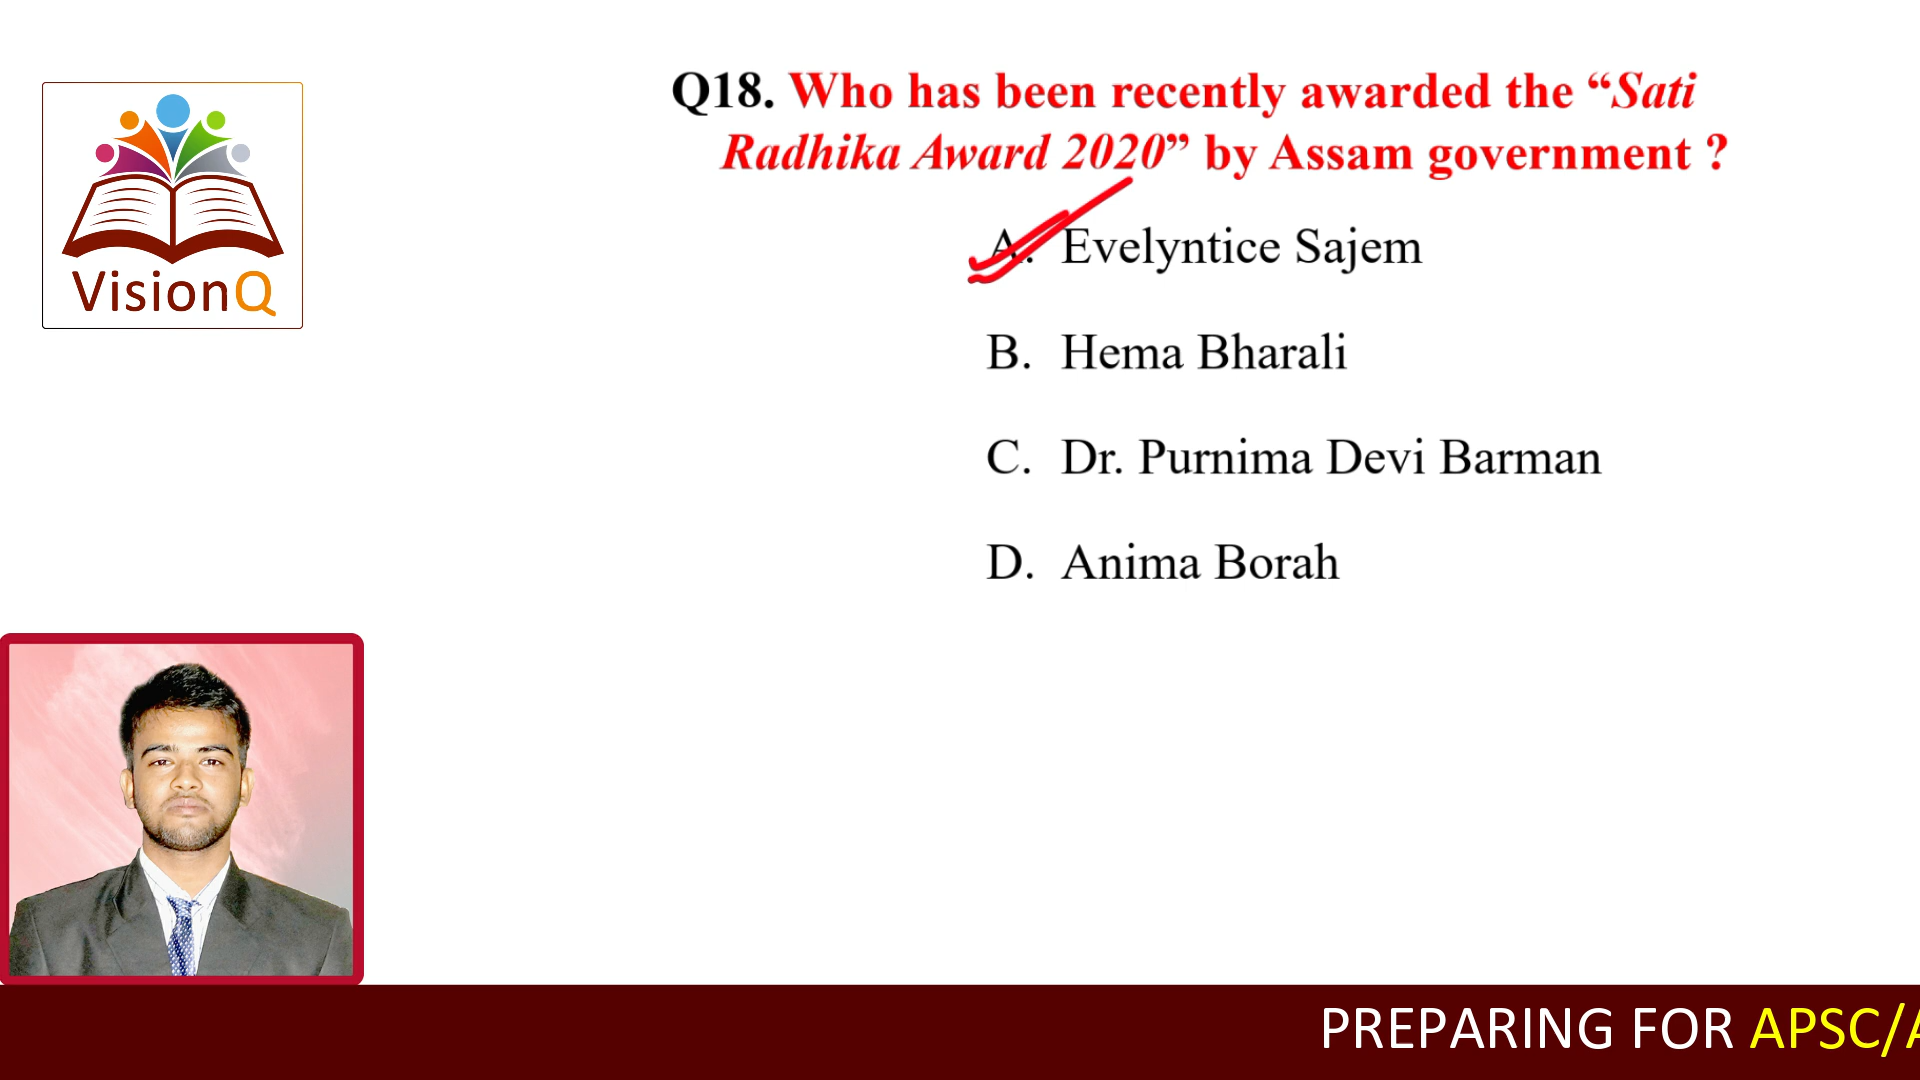 VisionQ
Q18. Who has been recently awarded the “Sati
Radhika Award 2020” by Assam government ?
A. Evelyntice Sajem
B. Hema Bharali
C. Dr. Purnima Devi Barman
D. Anima Borah
PREPARING FOR APSC/A